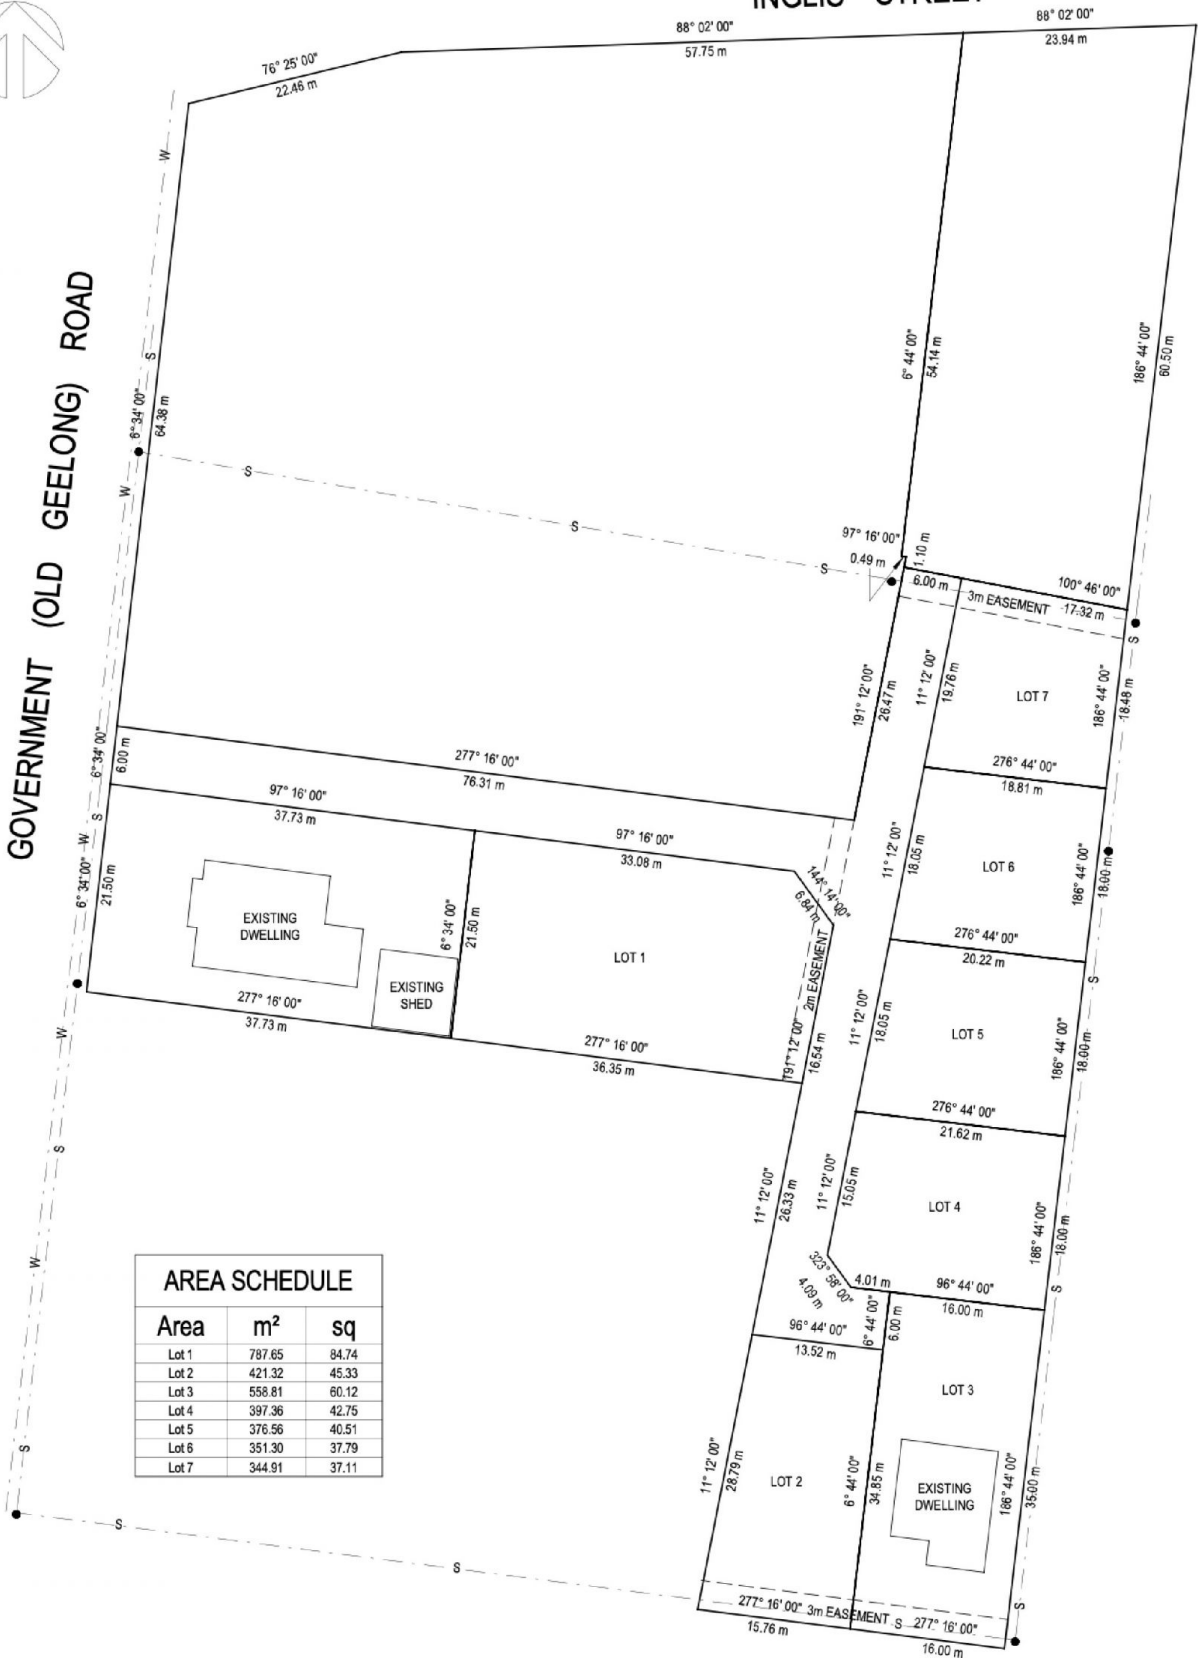 88° 02' 00"
23.94 m
88° 02' 00"
57.75 m
76° 25' 00"
22.46 m
W
S
GOVERNMENT (OLD GEELONG) ROAD
6° 34' 00"
64.38 m
W
S
S
S
6° 44' 00"
54.14 m
186° 44' 00"
60.50 m
97° 16' 00"
0.49 m
1.10 m
6.00 m
3m EASEMENT
100° 46' 00"
17.32 m
S
191° 12' 00"
26.47 m
11° 12' 00"
19.76 m
LOT 7
186° 44' 00"
18.48 m
6° 34' 00"
6.00 m
S
277° 16' 00"
76.31 m
276° 44' 00"
18.81 m
97° 16' 00"
37.73 m
97° 16' 00"
33.08 m
144° 14' 00"
6.84 m
11° 12' 00"
18.05 m
LOT 6
186° 44' 00"
18.00 m
W
6° 34' 00"
21.50 m
EXISTING
DWELLING
6° 34' 00"
21.50 m
LOT 1
2m EASEMENT
276° 44' 00"
20.22 m
S
EXISTING
SHED
277° 16' 00"
37.73 m
277° 16' 00"
36.35 m
191° 12' 00"
16.54 m
11° 12' 00"
18.05 m
LOT 5
186° 44' 00"
18.00 m
W
S
276° 44' 00"
21.62 m
11° 12' 00"
26.33 m
11° 12' 00"
15.05 m
LOT 4
186° 44' 00"
18.00 m
W
323° 58' 00"
4.09 m
4.01 m
96° 44' 00"
16.00 m
S
AREA SCHEDULE
Area m² sq
Lot 1 787.65 84.74
Lot 2 421.32 45.33
Lot 3 558.81 60.12
Lot 4 397.36 42.75
Lot 5 376.56 40.51
Lot 6 351.30 37.79
Lot 7 344.91 37.11
96° 44' 00"
13.52 m
6° 44' 00"
6.00 m
LOT 3
S
11° 12' 00"
28.79 m
LOT 2
6° 44' 00"
34.85 m
EXISTING
DWELLING
186° 44' 00"
35.00 m
S
S
S
277° 16' 00"
15.76 m
3m EASEMENT
S
277° 16' 00"
16.00 m